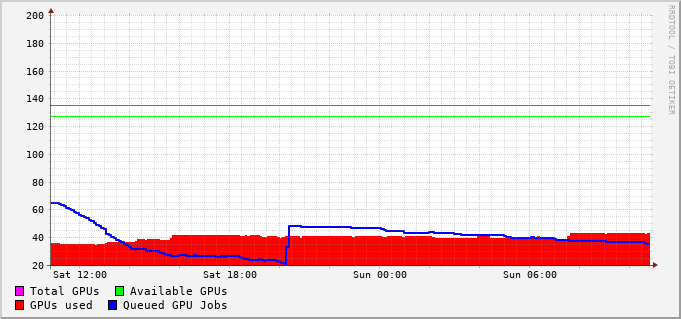 RRDTOOL / TOBI OETIKER
200
180
160
140
120
100
80
60
40
20
Sat 12:00 Sat 18:00 Sun 00:00 Sun 06:00
Total GPUs Available GPUs
GPUs used Queued GPU Jobs